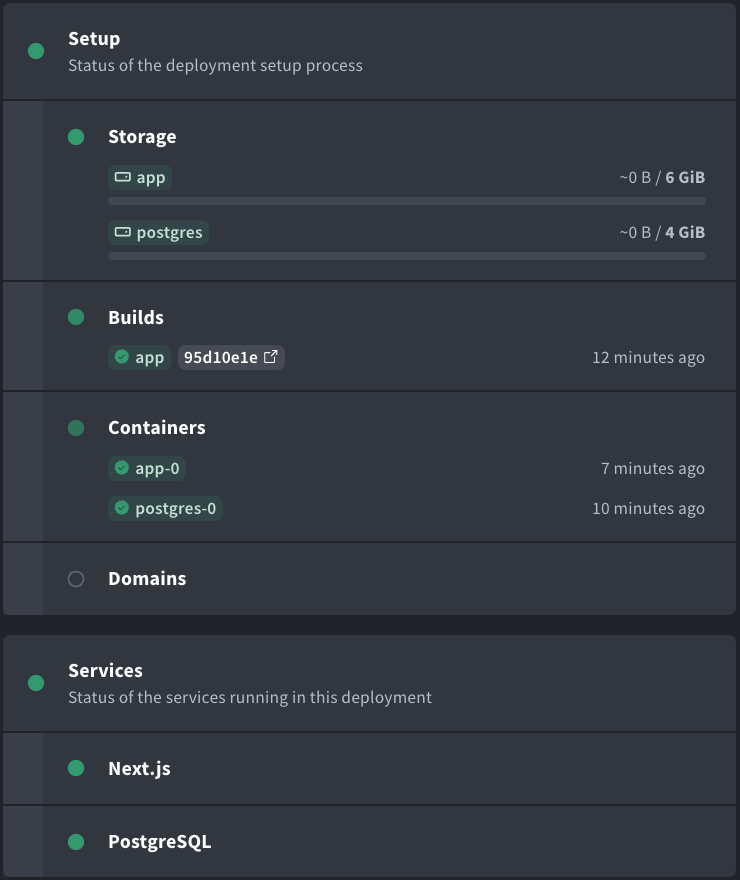 Setup
Status of the deployment setup process
Storage
app ~0 B / 6 GiB
postgres ~0 B / 4 GiB
Builds
app 95d10e1e 12 minutes ago
Containers
app-0 7 minutes ago
postgres-0 10 minutes ago
Domains
Services
Status of the services running in this deployment
Next.js
PostgreSQL